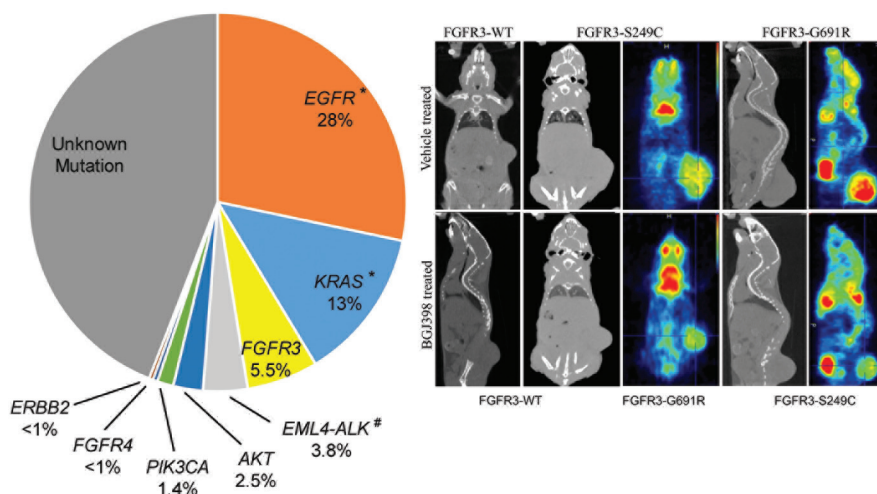 EGFR *
28%
Unknown
Mutation
KRAS *
13%
FGFR3
5.5%
EML4-ALK #
3.8%
AKT
2.5%
PIK3CA
1.4%
FGFR4
<1%
ERBB2
<1%
FGFR3-WT FGFR3-S249C FGFR3-G691R
Vehicle treated
H
BGJ398 treated
H
FGFR3-WT FGFR3-G691R FGFR3-S249C